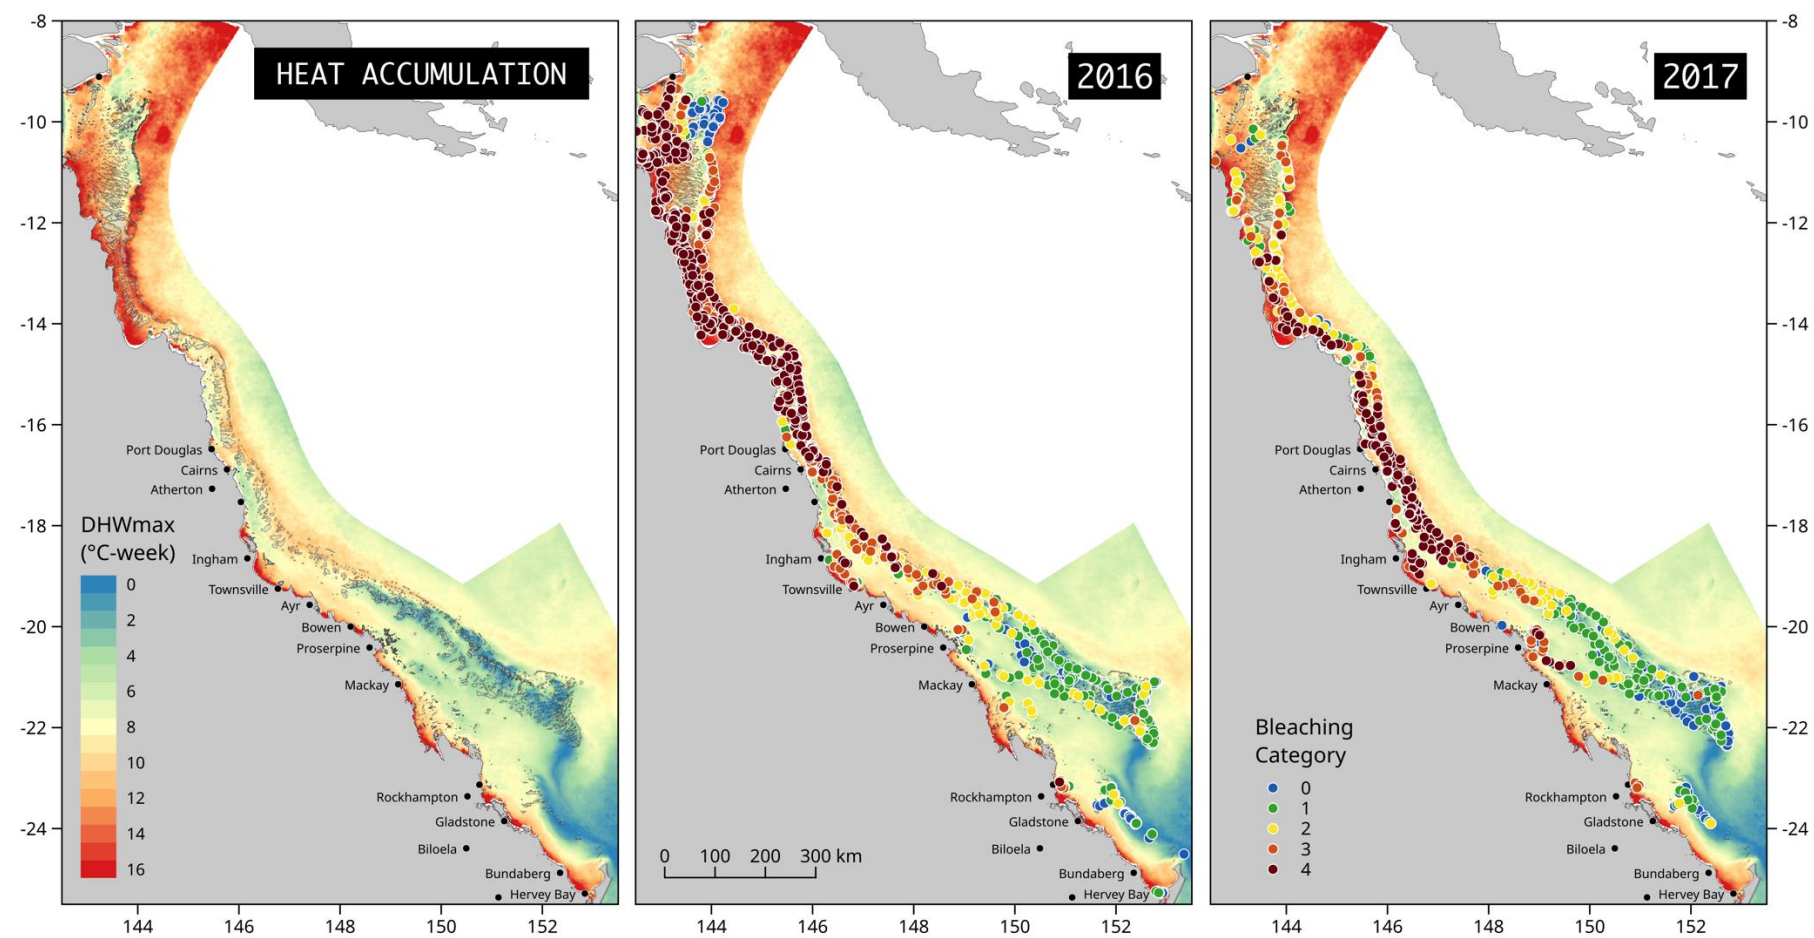 HEAT ACCUMULATION
-8
-10
-12
-14
-16
-18
-20
-22
-24
Port Douglas
Cairns
Atherton
Ingham
Townsville
Ayr
Bowen
Proserpine
Mackay
Rockhampton
Gladstone
Biloela
Bundaberg
Hervey Bay
DHWmax
(°C-week)
0
2
4
6
8
10
12
14
16
144 146 148 150 152
2016
Port Douglas
Cairns
Atherton
Ingham
Townsville
Ayr
Bowen
Proserpine
Mackay
Rockhampton
Gladstone
Biloela
Bundaberg
Hervey Bay
0 100 200 300 km
144 146 148 150 152
2017
Port Douglas
Cairns
Atherton
Ingham
Townsville
Ayr
Bowen
Proserpine
Mackay
Rockhampton
Gladstone
Biloela
Bundaberg
Hervey Bay
Bleaching
Category
0
1
2
3
4
-8
-10
-12
-14
-16
-18
-20
-22
-24
144 146 148 150 152